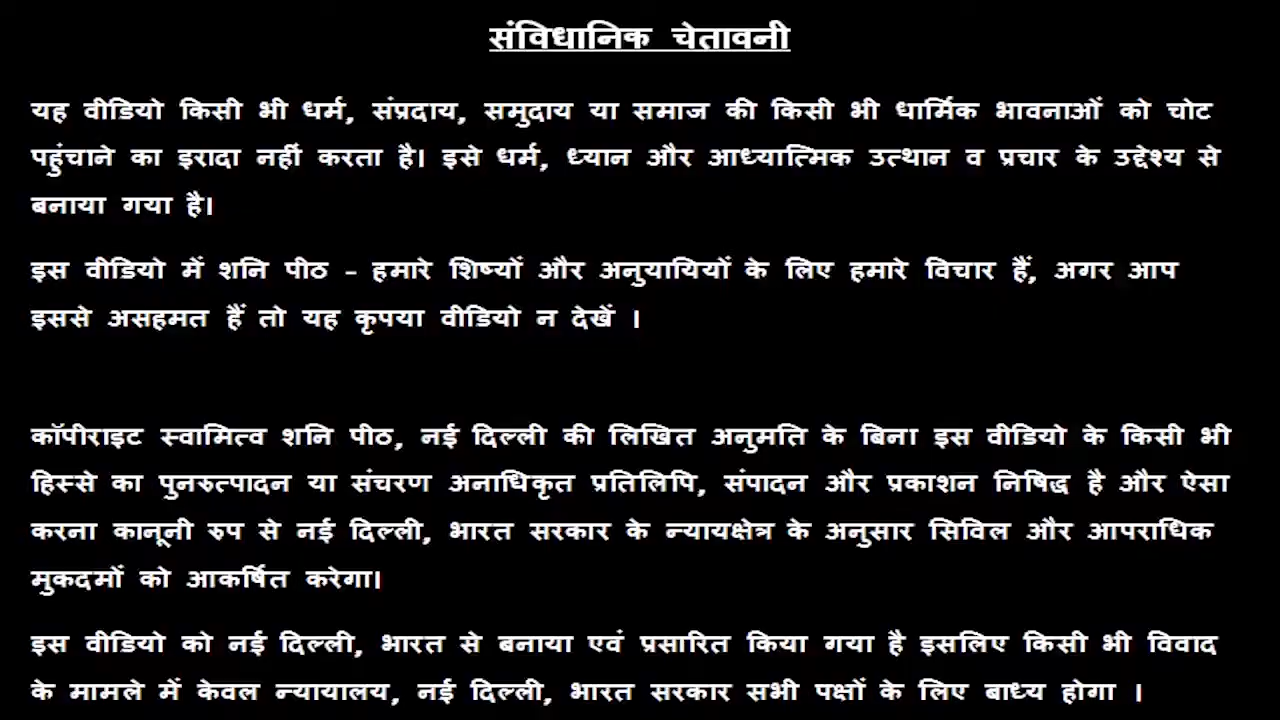 संविधानिक चेतावनी
यह वीडियो किसी भी धर्म, संप्रदाय, समुदाय या समाज की किसी भी धार्मिक भावनाओं को चोट
पहुंचाने का इरादा नहीं करता है। इसे धर्म, ध्यान और आध्यात्मिक उत्थान व प्रचार के उद्देश्य से
बनाया गया है।
इस वीडियो में शनि पीठ – हमारे शिष्यों और अनुयायियों के लिए हमारे विचार हैं, अगर आप
इससे असहमत हैं तो यह कृपया वीडियो न देखें ।
कॉपीराइट स्वामित्व शनि पीठ, नई दिल्ली की लिखित अनुमति के बिना इस वीडियो के किसी भी
हिस्से का पुनरुत्पादन या संचरण अनाधिकृत प्रतिलिपि, संपादन और प्रकाशन निषिद्ध है और ऐसा
करना कानूनी रुप से नई दिल्ली, भारत सरकार के न्यायक्षेत्र के अनुसार सिविल और आपराधिक
मुकदमों को आकर्षित करेगा।
इस वीडियो को नई दिल्ली, भारत से बनाया एवं प्रसारित किया गया है इसलिए किसी भी विवाद
के मामले में केवल न्यायालय, नई दिल्ली, भारत सरकार सभी पक्षों के लिए बाध्य होगा ।